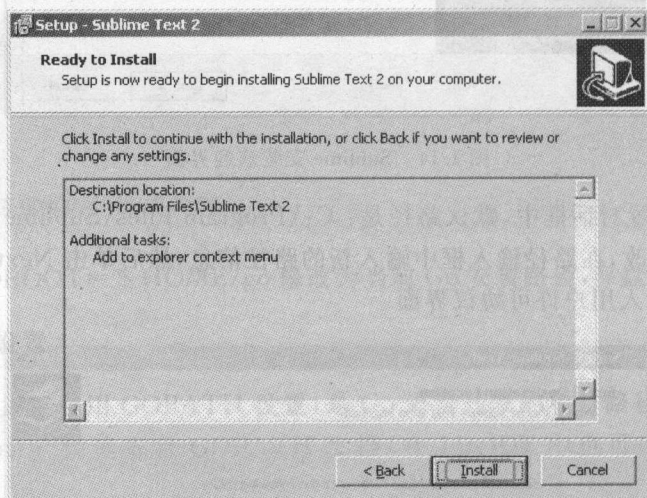 Setup - Sublime Text 2
Ready to Install
Setup is now ready to begin installing Sublime Text 2 on your computer.
Click Install to continue with the installation, or click Back if you want to review or
change any settings.
Destination location:
C:\Program Files\Sublime Text 2
Additional tasks:
Add to explorer context menu
< Back
Install
Cancel